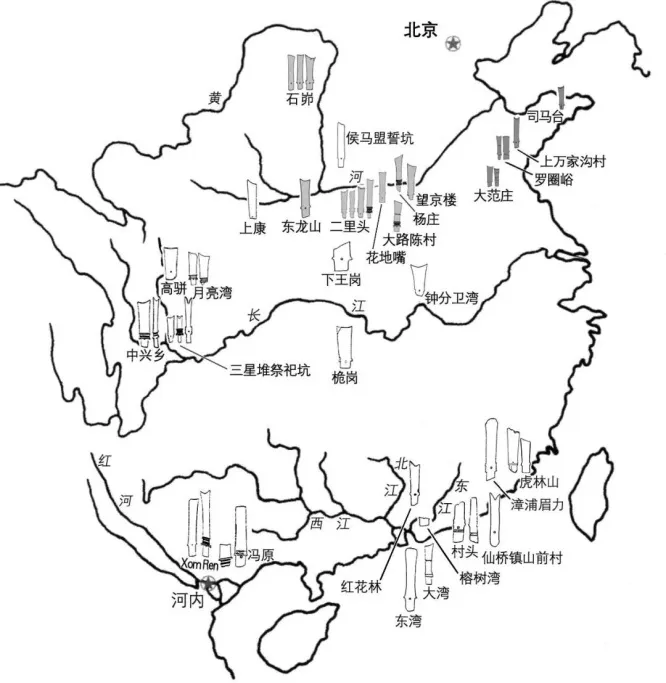 北京
黄
石峁
司马台
侯马盟誓坑
上万家沟村
河
罗圈峪
望京楼
大范庄
杨庄
上康
东龙山
二里头
大路陈村
花地嘴
下王岗
高骈
月亮湾
钟分卫湾
长
江
中兴乡
三星堆祭祀坑
桅岗
红
北
河
江
东
虎林山
漳浦眉力
江
西
江
村头
仙桥镇山前村
冯原
Xom Ren
榕树湾
红花林
大湾
河内
东湾